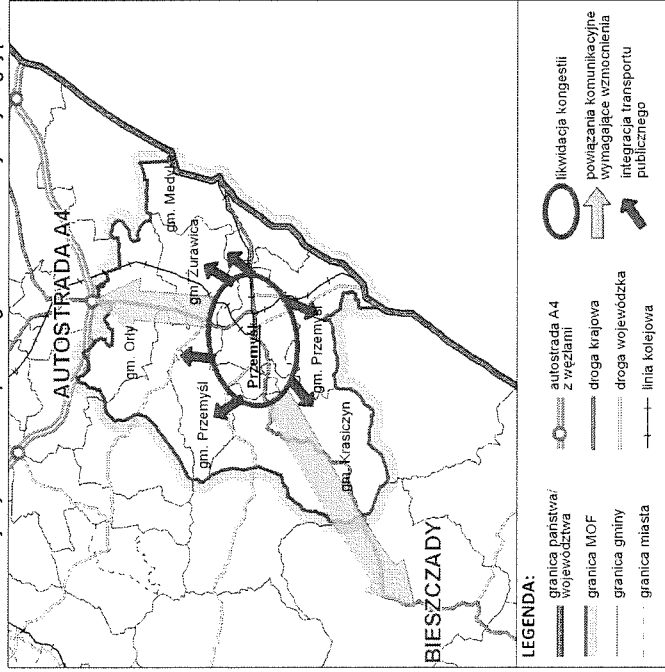 AUTOSTRADA A4
gm. Orły
gm. Medyka
gm. Żurawica
gm. Przemyśl
Przemyśl
gm. Przemyśl
gm. Krasiczyn
BIESZCZADY
LEGENDA:
granica państwa/
województwa
granica MOF
granica gminy
granica miasta
autostrada A4
z węzłami
droga krajowa
droga wojewódzka
linia kolejowa
likwidacja kongestii
powiązania komunikacyjne
wymagające wzmocnienia
integracja transportu
publicznego